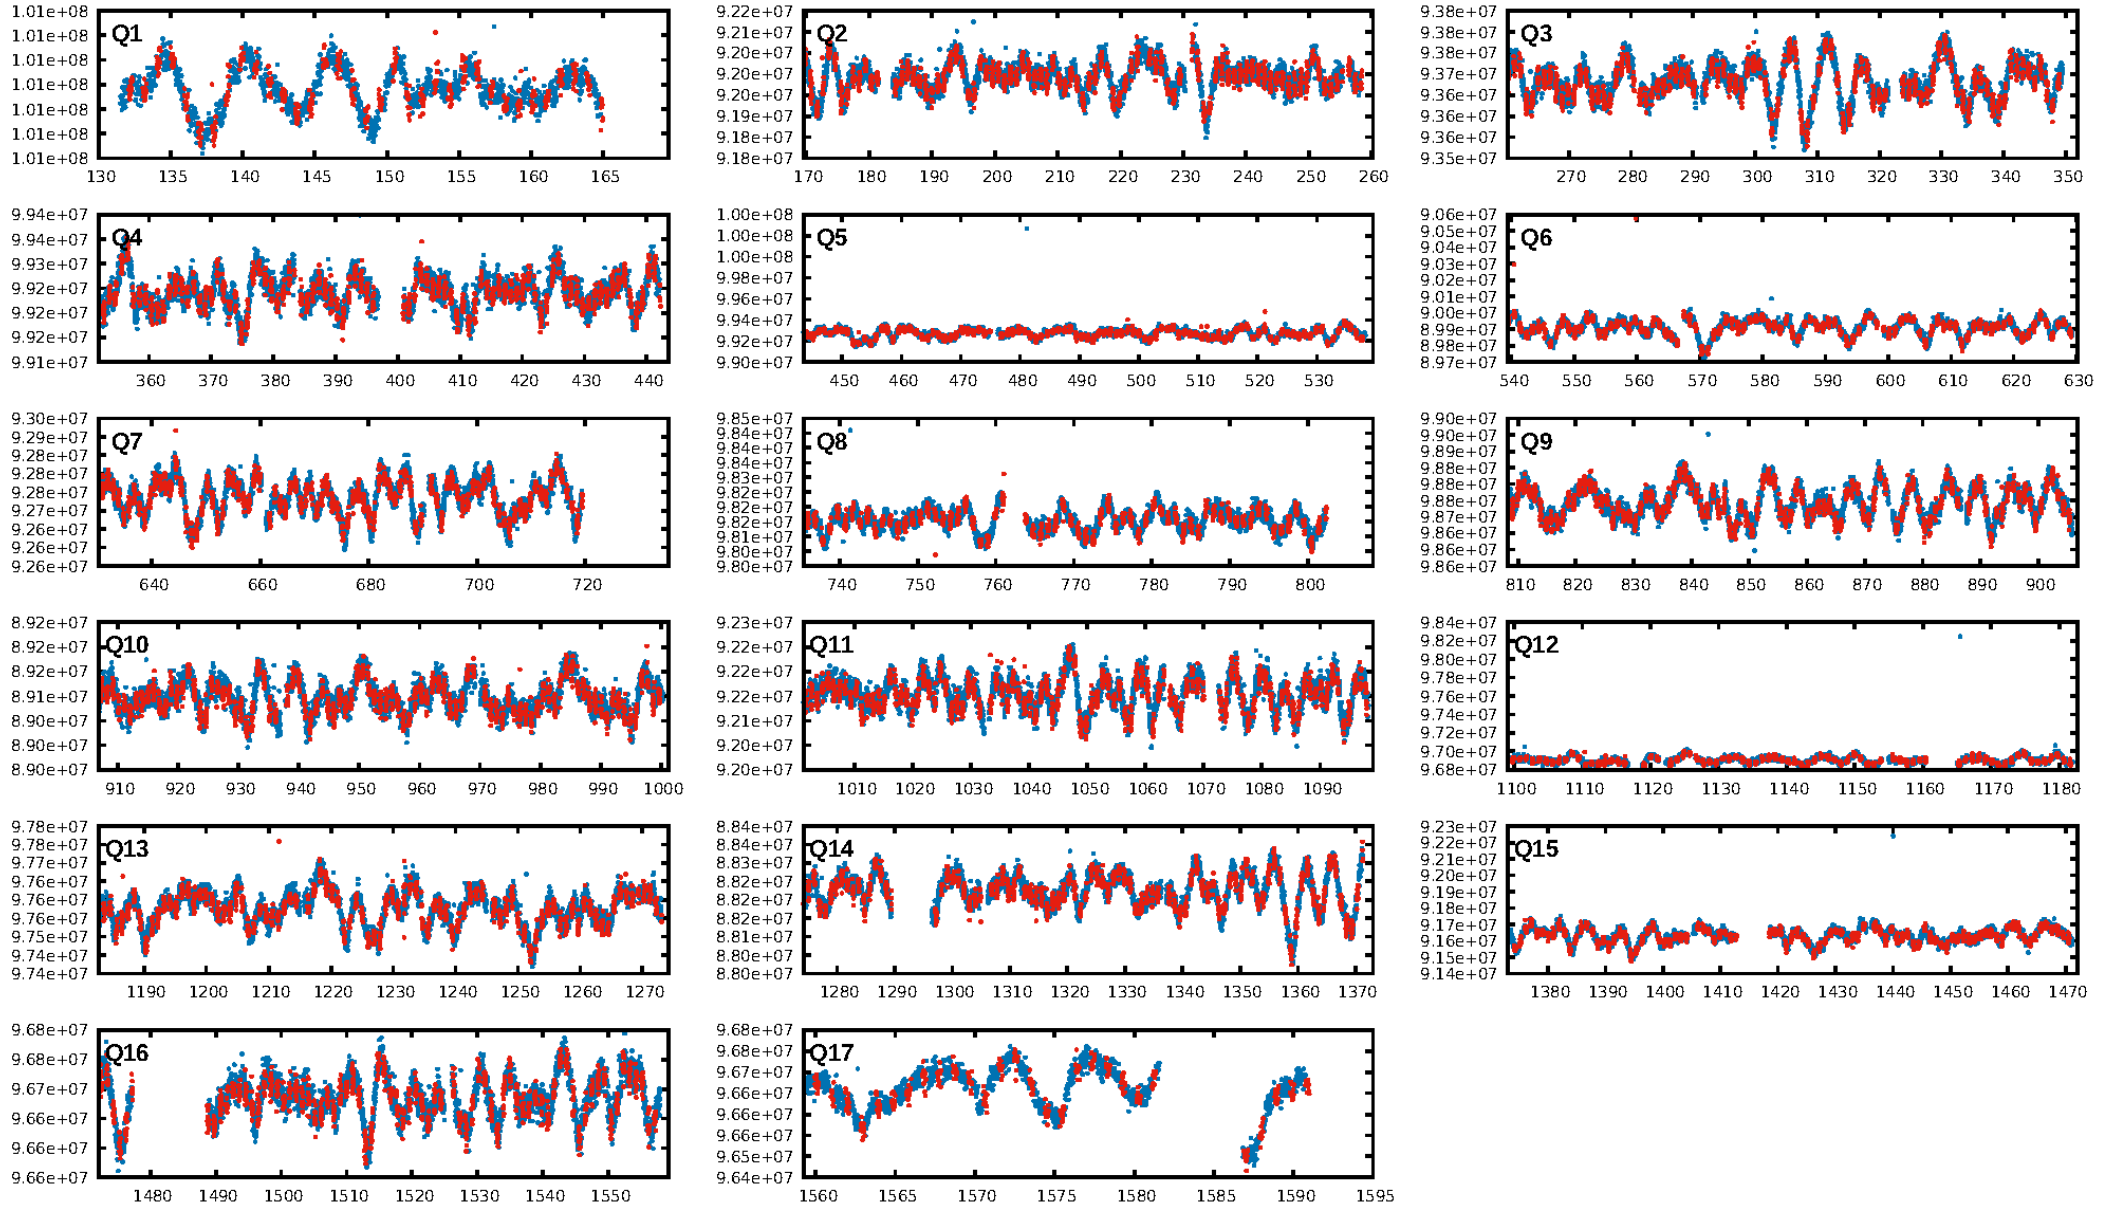 1.01e+08
1.01e+08
1.01e+08
1.01e+08
1.01e+08
1.01e+08
1.01e+08
Q1
130 135 140 145 150 155 160 165
9.22e+07
9.21e+07
9.20e+07
9.20e+07
9.20e+07
9.19e+07
9.18e+07
9.18e+07
Q2
170 180 190 200 210 220 230 240 250 260
9.38e+07
9.38e+07
9.38e+07
9.37e+07
9.36e+07
9.36e+07
9.36e+07
9.35e+07
Q3
270 280 290 300 310 320 330 340 350
9.94e+07
9.94e+07
9.93e+07
9.92e+07
9.92e+07
9.92e+07
9.91e+07
Q4
360 370 380 390 400 410 420 430 440
1.00e+08
1.00e+08
1.00e+08
9.98e+07
9.96e+07
9.94e+07
9.92e+07
9.90e+07
Q5
450 460 470 480 490 500 510 520 530
9.06e+07
9.05e+07
9.04e+07
9.03e+07
9.02e+07
9.01e+07
9.00e+07
8.99e+07
8.98e+07
8.97e+07
Q6
540 550 560 570 580 590 600 610 620 630
9.30e+07
9.29e+07
9.28e+07
9.28e+07
9.28e+07
9.27e+07
9.26e+07
9.26e+07
9.26e+07
Q7
640 660 680 700 720
9.85e+07
9.84e+07
9.84e+07
9.84e+07
9.83e+07
9.82e+07
9.82e+07
9.82e+07
9.81e+07
9.80e+07
9.80e+07
Q8
740 750 760 770 780 790 800
9.90e+07
9.90e+07
9.89e+07
9.88e+07
9.88e+07
9.88e+07
9.87e+07
9.86e+07
9.86e+07
9.86e+07
Q9
810 820 830 840 850 860 870 880 890 900
8.92e+07
8.92e+07
8.92e+07
8.91e+07
8.90e+07
8.90e+07
8.90e+07
Q10
910 920 930 940 950 960 970 980 990 1000
9.23e+07
9.22e+07
9.22e+07
9.22e+07
9.21e+07
9.20e+07
9.20e+07
Q11
1010 1020 1030 1040 1050 1060 1070 1080 1090
9.84e+07
9.82e+07
9.80e+07
9.78e+07
9.76e+07
9.74e+07
9.72e+07
9.70e+07
9.68e+07
Q12
1100 1110 1120 1130 1140 1150 1160 1170 1180
9.78e+07
9.78e+07
9.77e+07
9.76e+07
9.76e+07
9.76e+07
9.75e+07
9.74e+07
9.74e+07
Q13
1190 1200 1210 1220 1230 1240 1250 1260 1270
8.84e+07
8.84e+07
8.83e+07
8.82e+07
8.82e+07
8.82e+07
8.81e+07
8.80e+07
8.80e+07
Q14
1280 1290 1300 1310 1320 1330 1340 1350 1360 1370
9.23e+07
9.22e+07
9.21e+07
9.20e+07
9.19e+07
9.18e+07
9.17e+07
9.16e+07
9.15e+07
9.14e+07
Q15
1380 1390 1400 1410 1420 1430 1440 1450 1460 1470
9.68e+07
9.68e+07
9.67e+07
9.66e+07
9.66e+07
9.66e+07
Q16
1480 1490 1500 1510 1520 1530 1540 1550
9.68e+07
9.68e+07
9.67e+07
9.66e+07
9.66e+07
9.66e+07
9.65e+07
9.64e+07
Q17
1560 1565 1570 1575 1580 1585 1590 1595